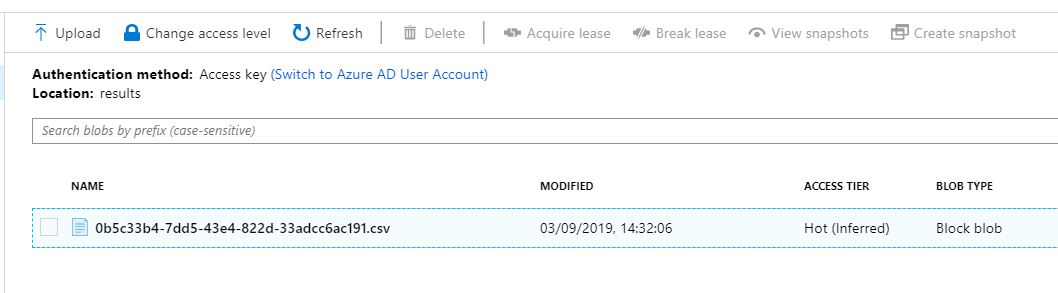 Upload Change access level Refresh Delete Acquire lease Break lease View snapshots Create snapshot
Authentication method: Access key (Switch to Azure AD User Account)
Location: results
Search blobs by prefix (case-sensitive)
NAME MODIFIED ACCESS TIER BLOB TYPE
0b5c33b4-7dd5-43e4-822d-33adcc6ac191.csv 03/09/2019, 14:32:06 Hot (Inferred) Block blob